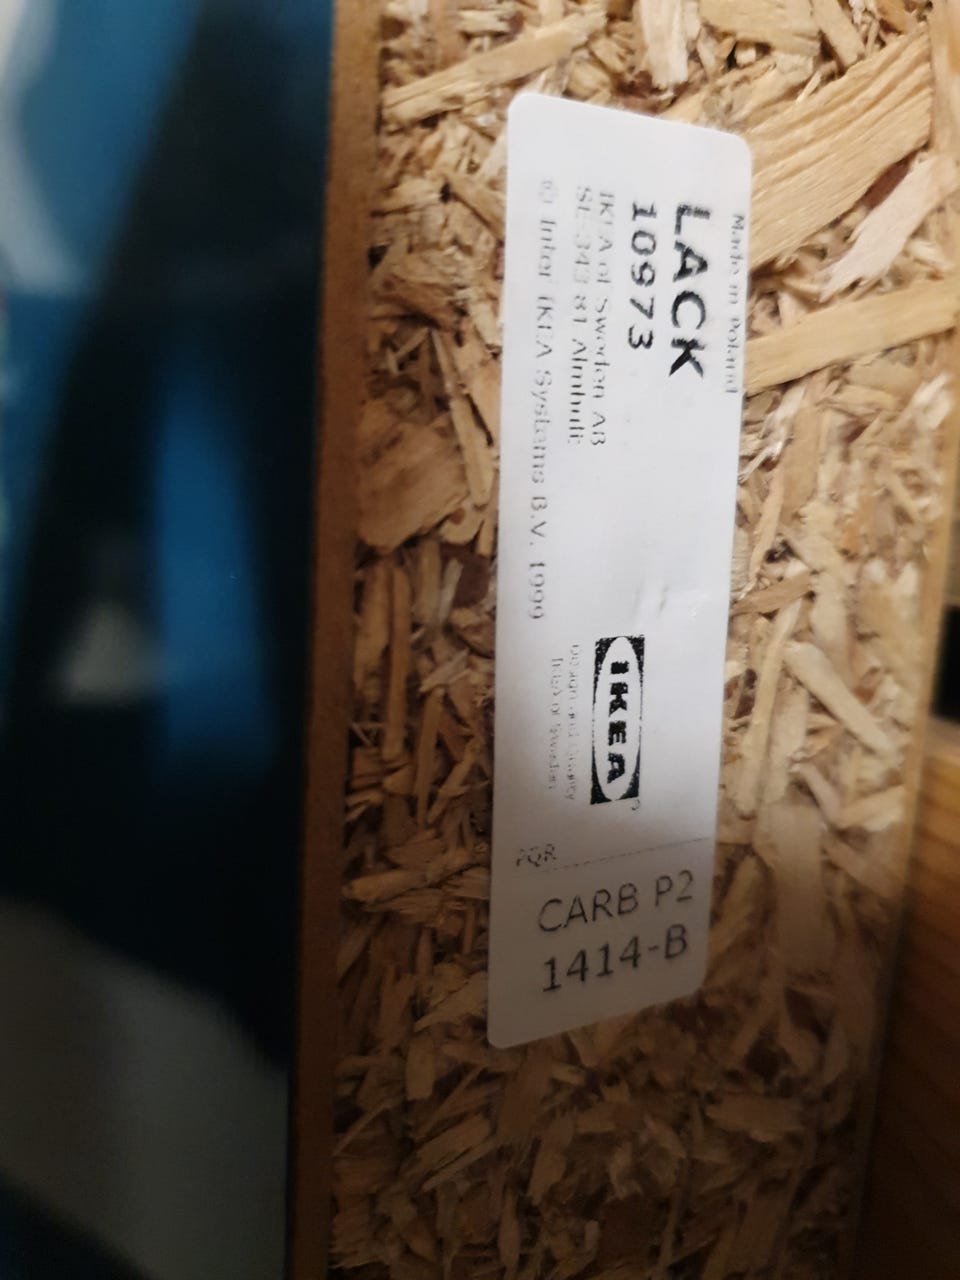 Made in Poland
LACK
10973
IKEA of Sweden AB
SE-343 81 Älmhult
© Inter IKEA Systems B.V. 1999
IKEA®
Design and Quality
IKEA of Sweden
PQR
CARB P2
1414-B